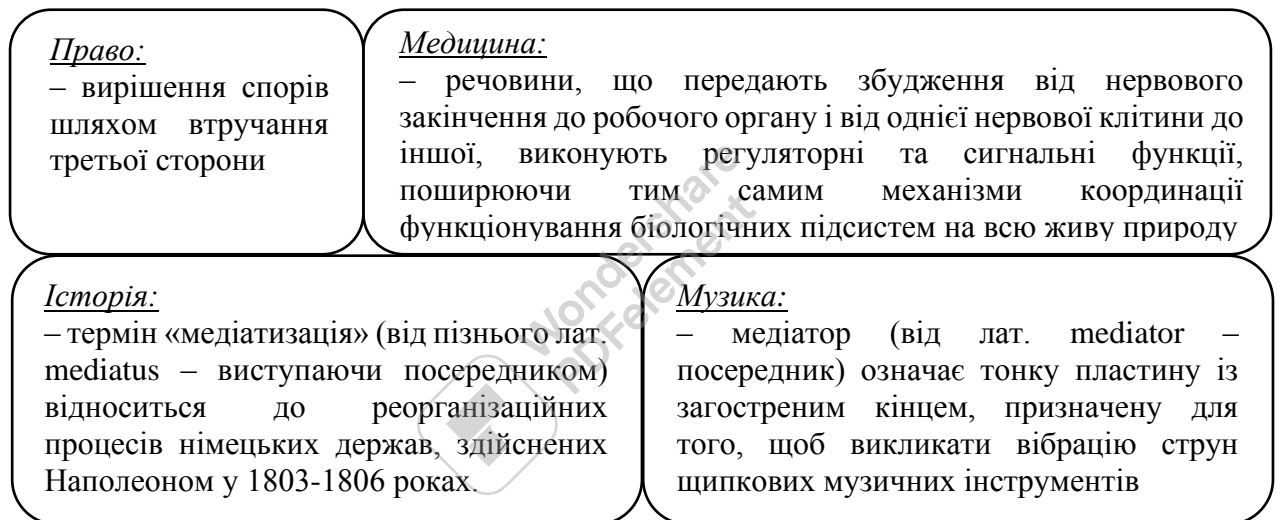 Право:
– вирішення спорів
шляхом втручання
третьої сторони
Медицина:
– речовини, що передають збудження від нервового
закінчення до робочого органу і від однієї нервової клітини до
іншої, виконують регуляторні та сигнальні функції,
поширюючи тим самим механізми координації
функціонування біологічних підсистем на всю живу природу
Історія:
– термін «медіатизація» (від пізнього лат.
mediatus – виступаючи посередником)
відноситься до реорганізаційних
процесів німецьких держав, здійснених
Наполеоном у 1803-1806 роках.
Музика:
– медіатор (від лат. mediator –
посередник) означає тонку пластину із
загостреним кінцем, призначену для
того, щоб викликати вібрацію струн
щипкових музичних інструментів
Wondershare
PDFelement